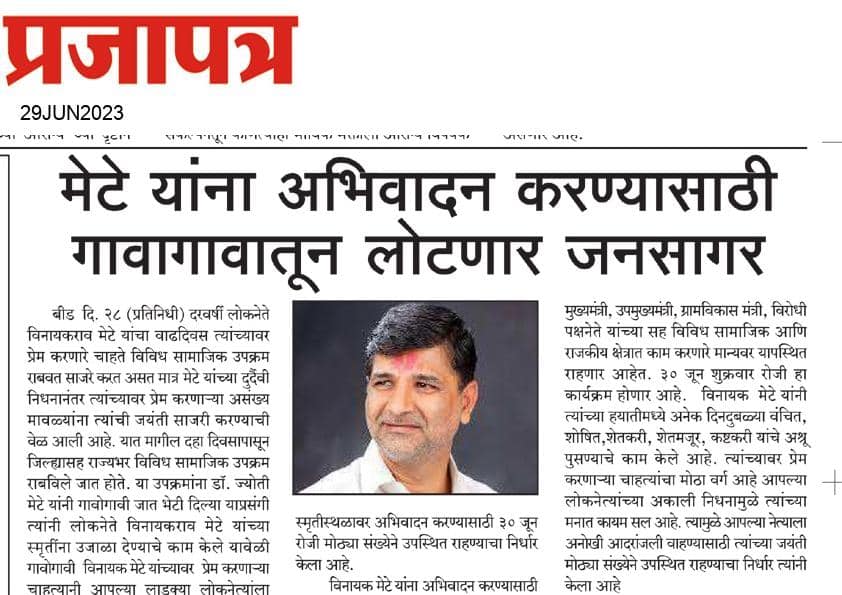 प्रजापत्र
29JUN2023
मेटे यांना अभिवादन करण्यासाठी
गावागावातून लोटणार जनसागर
बीड दि. २८ (प्रतिनिधी) दरवर्षी लोकनेते
विनायकराव मेटे यांचा वाढदिवस त्यांच्यावर
प्रेम करणारे चाहते विविध सामाजिक उपक्रम
राबवत साजरे करत असत मात्र मेटे यांच्या दुर्दैवी
निधनानंतर त्यांच्यावर प्रेम करणाऱ्या असंख्य
मावळ्यांना त्यांची जयंती साजरी करण्याची
वेळ आली आहे. यात मागील दहा दिवसापासून
जिल्ह्यासह राज्यभर विविध सामाजिक उपक्रम
राबविले जात होते. या उपक्रमांना डॉ. ज्योती
मेटे यांनी गावोगावी जात भेटी दिल्या याप्रसंगी
त्यांनी लोकनेते विनायकराव मेटे यांच्या
स्मृतींना उजाळा देण्याचे काम केले यावेळी
गावोगावी विनायक मेटे यांच्यावर प्रेम करणाऱ्या
चाहत्यानी आपल्या लाडक्या लोकनेत्यांला
स्मृतीस्थळावर अभिवादन करण्यासाठी ३० जून
रोजी मोठ्या संख्येने उपस्थित राहण्याचा निर्धार
केला आहे.
विनायक मेटे यांना अभिवादन करण्यासाठी
मुख्यमंत्री, उपमुख्यमंत्री, ग्रामविकास मंत्री, विरोधी
पक्षनेते यांच्या सह विविध सामाजिक आणि
राजकीय क्षेत्रात काम करणारे मान्यवर यापस्थित
राहणार आहेत. ३० जून शुक्रवार रोजी हा
कार्यक्रम होणार आहे. विनायक मेटे यांनी
त्यांच्या हयातीमध्ये अनेक दिनदुबळ्या वंचित,
शोषित,शेतकरी, शेतमजूर, कष्टकरी यांचे अश्रू
पुसण्याचे काम केले आहे. त्यांच्यावर प्रेम
करणाऱ्या चाहत्यांचा मोठा वर्ग आहे आपल्या
लोकनेत्यांच्या अकाली निधनामुळे त्यांच्या
मनात कायम सल आहे. त्यामुळे आपल्या नेत्याला
अनोखी आदरांजली वाहण्यासाठी त्यांच्या जयंती
मोठ्या संख्येने उपस्थित राहण्याचा निर्धार त्यांनी
केला आहे